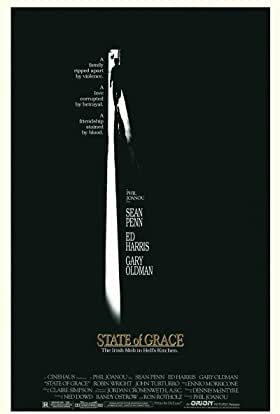 A
family
ripped apart
by violence.
A
love
corrupted
by betrayal.
A
friendship
stained
by blood.
PHIL
JOANOU
SEAN
PENN
ED
HARRIS
GARY
OLDMAN
STATE of GRACE
The Irish Mob in Hell's Kitchen.
CINEHAUS PHIL JOANOU SEAN PENN ED HARRIS GARY OLDMAN
"STATE OF GRACE" ROBIN WRIGHT JOHN TURTURRO ENNIO MORRICONE
CLAIRE SIMPSON JORDAN CRONENWETH, A.S.C. DENNIS McINTYRE
NED DOWD RANDY OSTROW RON ROTHOLZ PHIL JOANOU
R
ORION